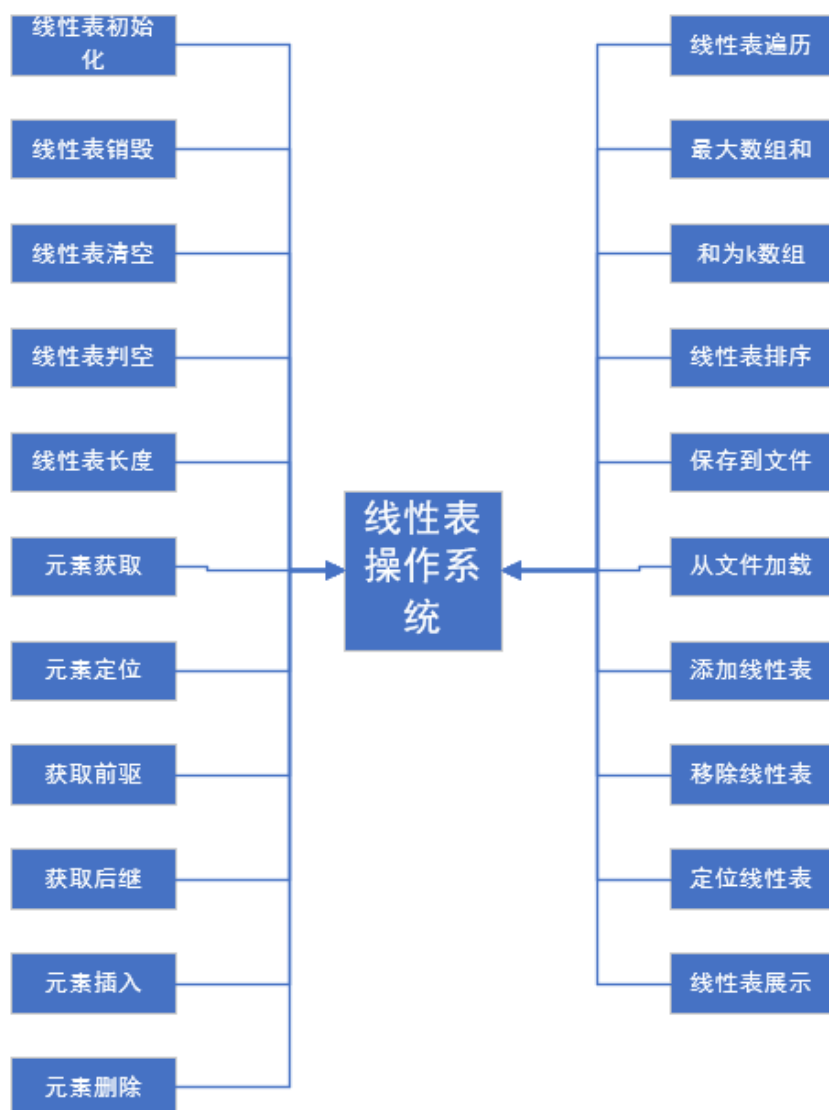 线性表初始
化
线性表销毁
线性表清空
线性表判空
线性表长度
元素获取
元素定位
获取前驱
获取后继
元素插入
元素删除
线性表
操作系
统
线性表遍历
最大数组和
和为k数组
线性表排序
保存到文件
从文件加载
添加线性表
移除线性表
定位线性表
线性表展示